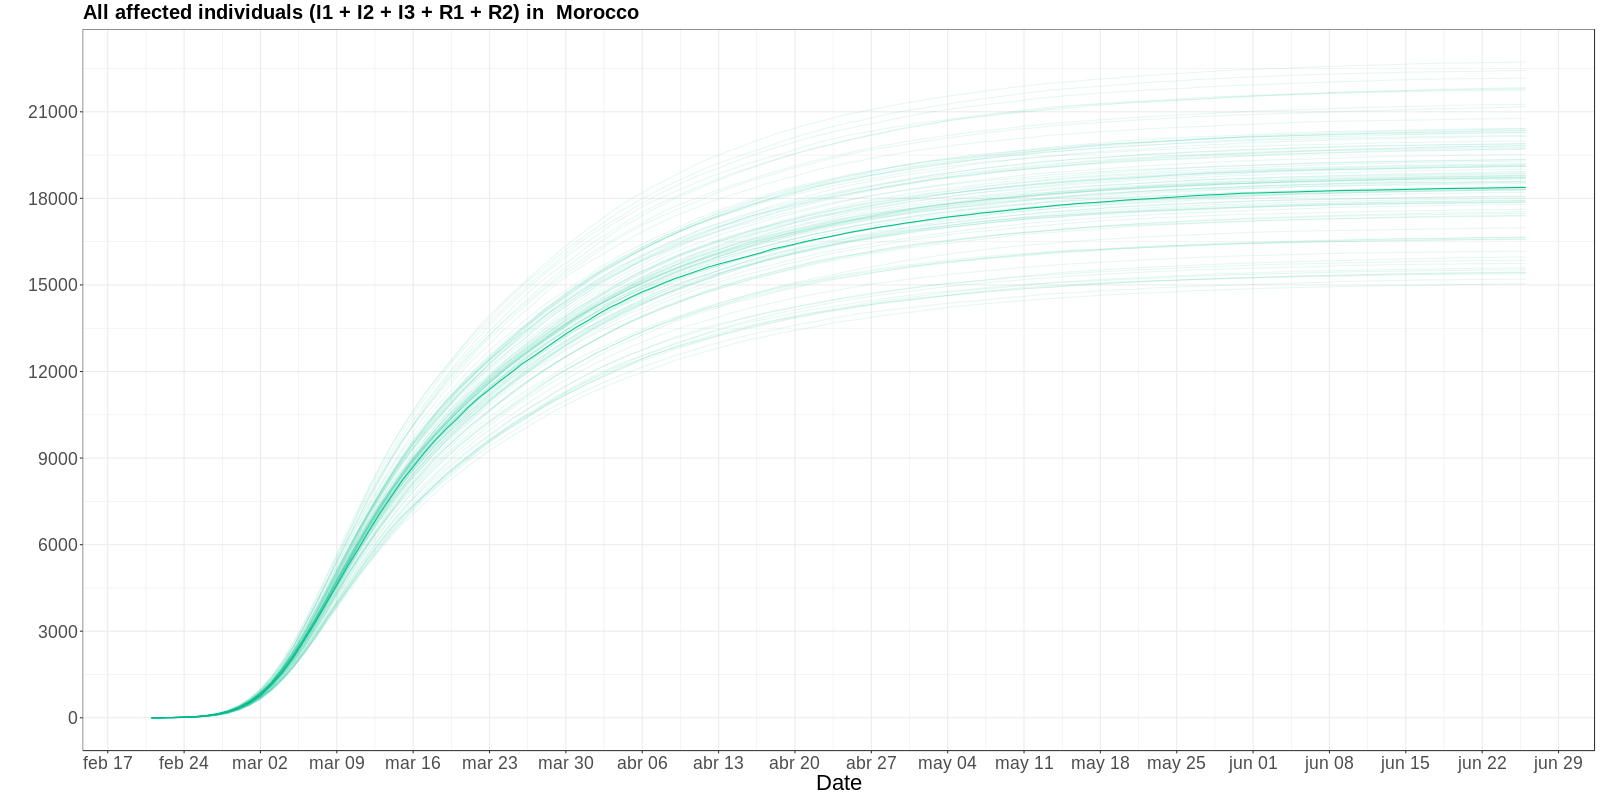 All affected individuals (I1 + I2 + I3 + R1 + R2) in  Morocco
21000
18000
15000
12000
9000
6000
3000
0
feb 17 feb 24 mar 02 mar 09 mar 16 mar 23 mar 30 abr 06 abr 13 abr 20 abr 27 may 04 may 11 may 18 may 25 jun 01 jun 08 jun 15 jun 22 jun 29
Date